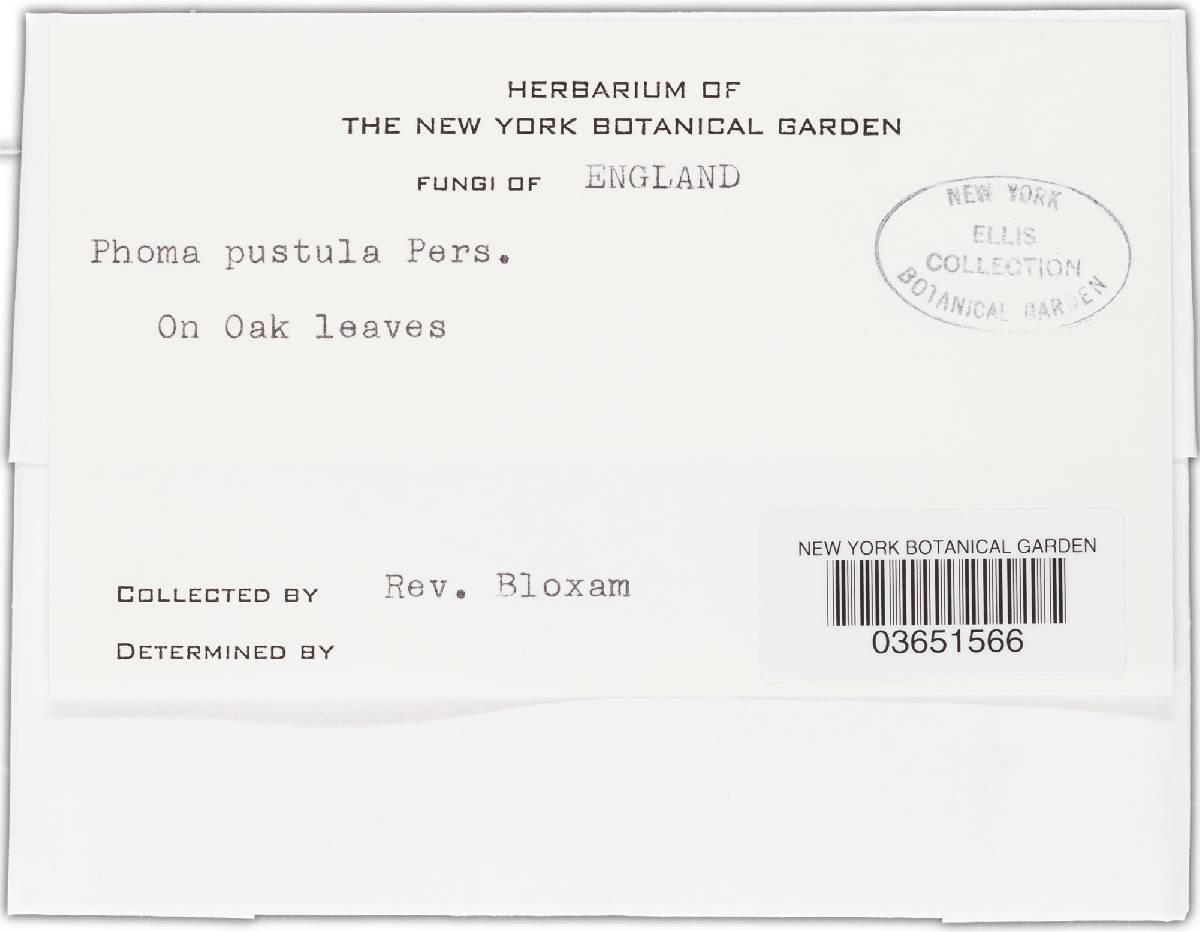 HERBARIUM OF
THE NEW YORK BOTANICAL GARDEN
FUNGI OF ENGLAND
NEW YORK
ELLIS
COLLECTION
BOTANICAL GARDEN
Phoma pustula Pers.
On Oak leaves
COLLECTED BY Rev. Bloxam
DETERMINED BY
NEW YORK BOTANICAL GARDEN
03651566